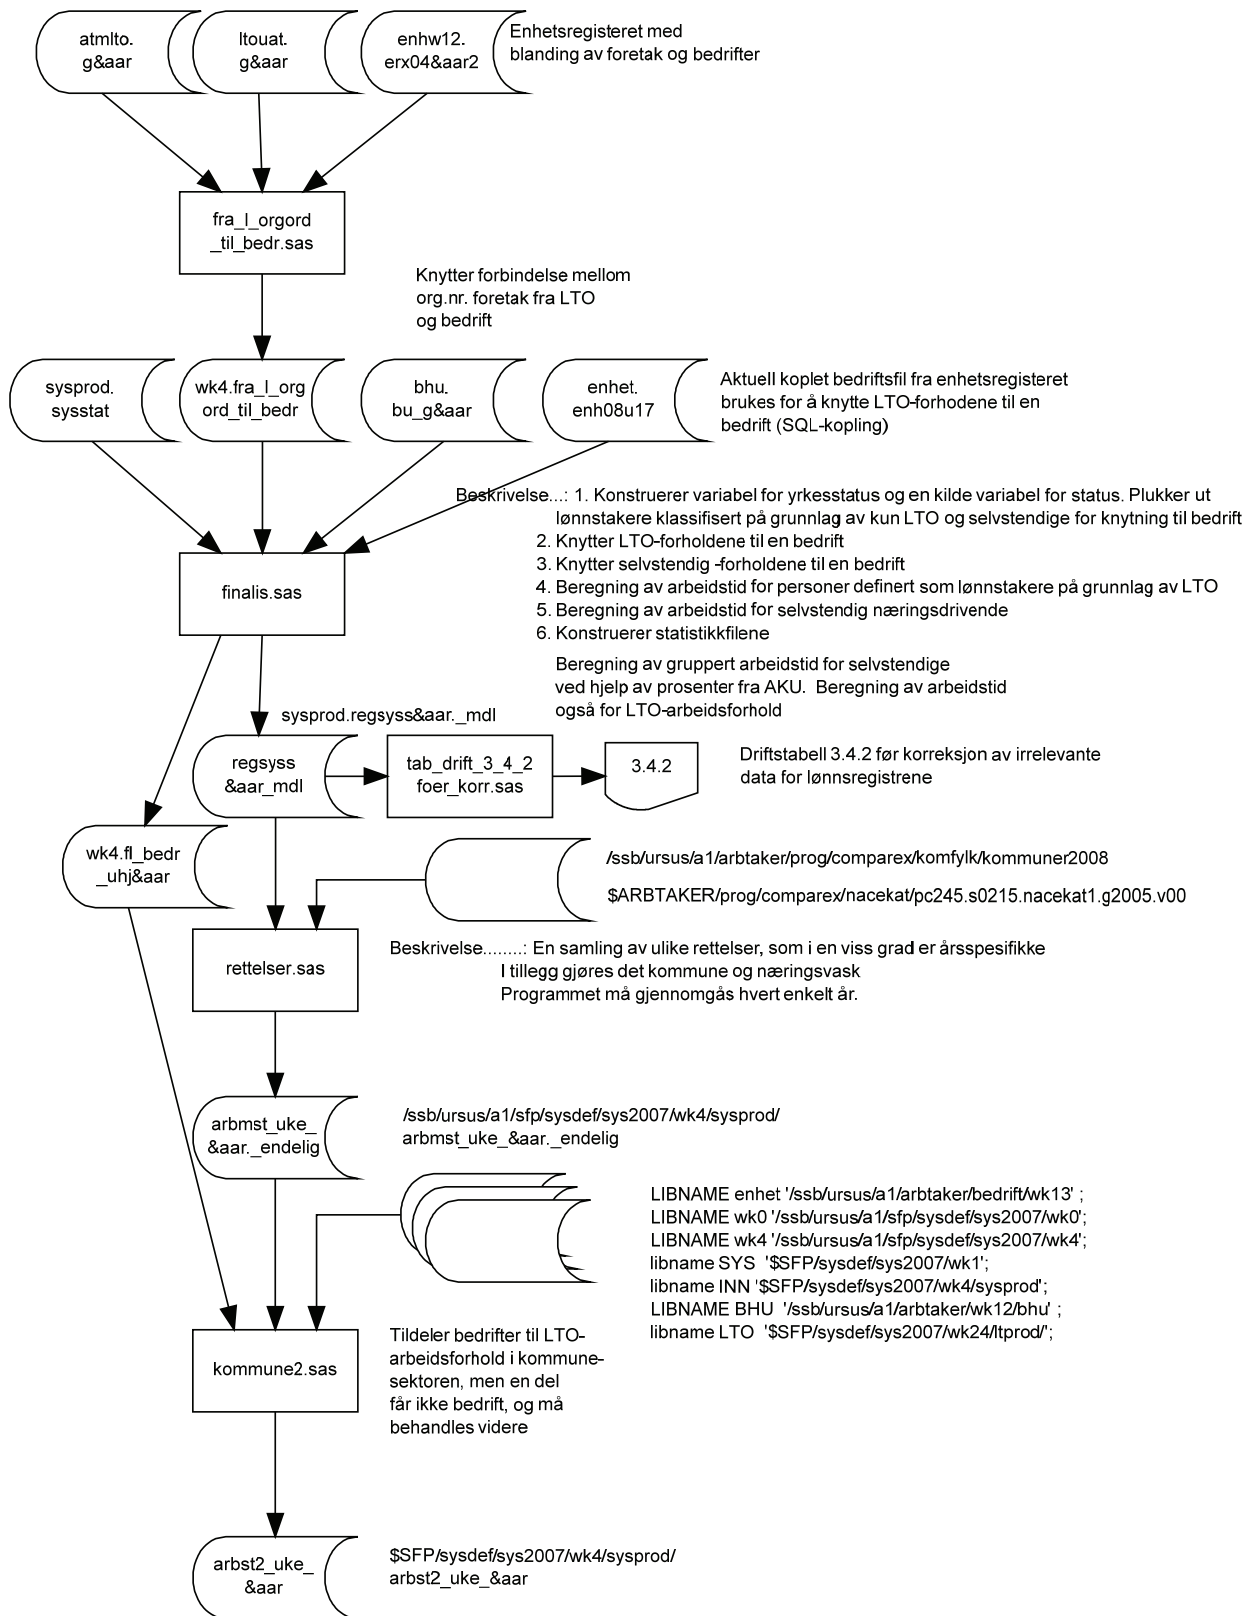 atmlto.
g&aar
ltouat.
g&aar
enhw12.
erx04&aar2
Enhetsregisteret med
blanding av foretak og bedrifter
fra_l_orgord
_til_bedr.sas
Knytter forbindelse mellom
org.nr. foretak fra LTO
og bedrift
sysprod.
sysstat
wk4.fra_l_org
ord_til_bedr
bhu.
bu_g&aar
enhet.
enh08u17
Aktuell koplet bedriftsfil fra enhetsregisteret
brukes for å knytte LTO-forhodene til en
bedrift (SQL-kopling)
Beskrivelse...: 1. Konstruerer variabel for yrkesstatus og en kilde variabel for status. Plukker ut
lønnstakere klassifisert på grunnlag av kun LTO og selvstendige for knytning til bedrift
2. Knytter LTO-forholdene til en bedrift
3. Knytter selvstendig -forholdene til en bedrift
4. Beregning av arbeidstid for personer definert som lønnstakere på grunnlag av LTO
5. Beregning av arbeidstid for selvstendig næringsdrivende
6. Konstruerer statistikkfilene
finalis.sas
Beregning av gruppert arbeidstid for selvstendige
ved hjelp av prosenter fra AKU. Beregning av arbeidstid
også for LTO-arbeidsforhold
sysprod.regsyss&aar._mdl
regsyss
&aar_mdl
tab_drift_3_4_2
foer_korr.sas
3.4.2
Driftstabell 3.4.2 før korreksjon av irrelevante
data for lønnsregistrene
wk4.fl_bedr
_uhj&aar
/ssb/ursus/a1/arbtaker/prog/comparex/komfylk/kommuner2008
$ARBTAKER/prog/comparex/nacekat/pc245.s0215.nacekat1.g2005.v00
rettelser.sas
Beskrivelse........: En samling av ulike rettelser, som i en viss grad er årsspesifikke
I tillegg gjøres det kommune og næringsvask
Programmet må gjennomgås hvert enkelt år.
arbmst_uke_
&aar._endelig
/ssb/ursus/a1/sfp/sysdef/sys2007/wk4/sysprod/
arbmst_uke_&aar._endelig
LIBNAME enhet '/ssb/ursus/a1/arbtaker/bedrift/wk13' ;
LIBNAME wk0 '/ssb/ursus/a1/sfp/sysdef/sys2007/wk0';
LIBNAME wk4 '/ssb/ursus/a1/sfp/sysdef/sys2007/wk4';
libname SYS '$SFP/sysdef/sys2007/wk1';
libname INN '$SFP/sysdef/sys2007/wk4/sysprod';
LIBNAME BHU '/ssb/ursus/a1/arbtaker/wk12/bhu' ;
libname LTO '$SFP/sysdef/sys2007/wk24/ltprod/';
kommune2.sas
Tildeler bedrifter til LTO-
arbeidsforhold i kommune-
sektoren, men en del
får ikke bedrift, og må
behandles videre
arbst2_uke_
&aar
$SFP/sysdef/sys2007/wk4/sysprod/
arbst2_uke_&aar